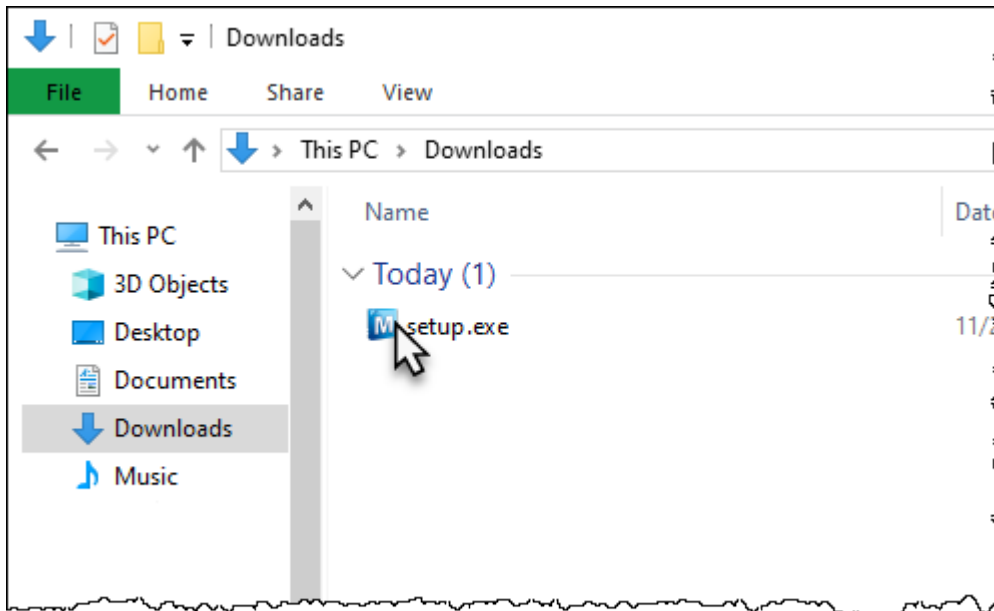 Downloads
File Home Share View
This PC > Downloads
Name
This PC
Today (1)
3D Objects
setup.exe
Desktop
Documents
Downloads
Music